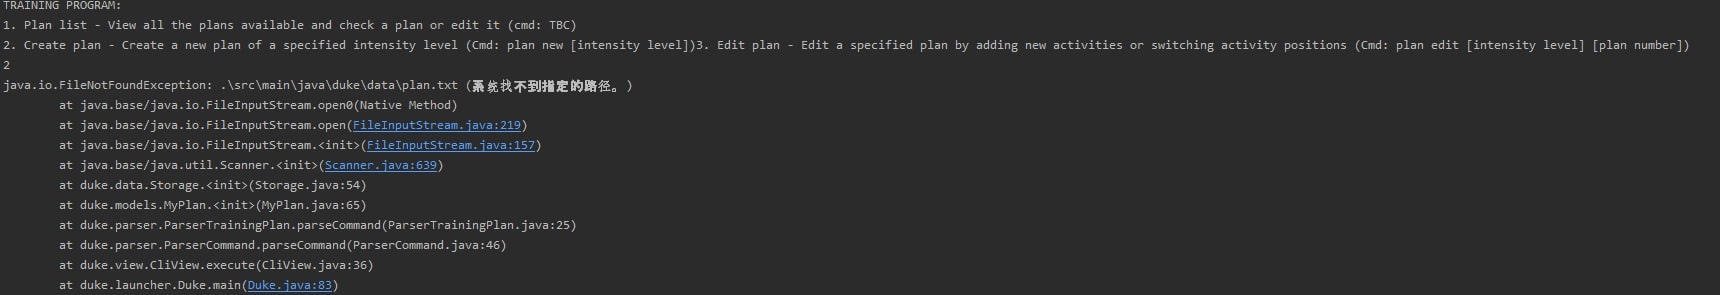 TRAINING PROGRAM:
1. Plan list - View all the plans available and check a plan or edit it (cmd: TBC)
2. Create plan - Create a new plan of a specified intensity level (Cmd: plan new [intensity level])3. Edit plan - Edit a specified plan by adding new activities or switching activity positions (Cmd: plan edit [intensity level] [plan number])
2
java.io.FileNotFoundException: .\src\main\java\duke\data\plan.txt (系统找不到指定的路径。)
at java.base/java.io.FileInputStream.open0(Native Method)
at java.base/java.io.FileInputStream.open(FileInputStream.java:219)
at java.base/java.io.FileInputStream.<init>(FileInputStream.java:157)
at java.base/java.util.Scanner.<init>(Scanner.java:639)
at duke.data.Storage.<init>(Storage.java:54)
at duke.models.MyPlan.<init>(MyPlan.java:65)
at duke.parser.ParserTrainingPlan.parseCommand(ParserTrainingPlan.java:25)
at duke.parser.ParserCommand.parseCommand(ParserCommand.java:46)
at duke.view.CliView.execute(CliView.java:36)
at duke.launcher.Duke.main(Duke.java:83)